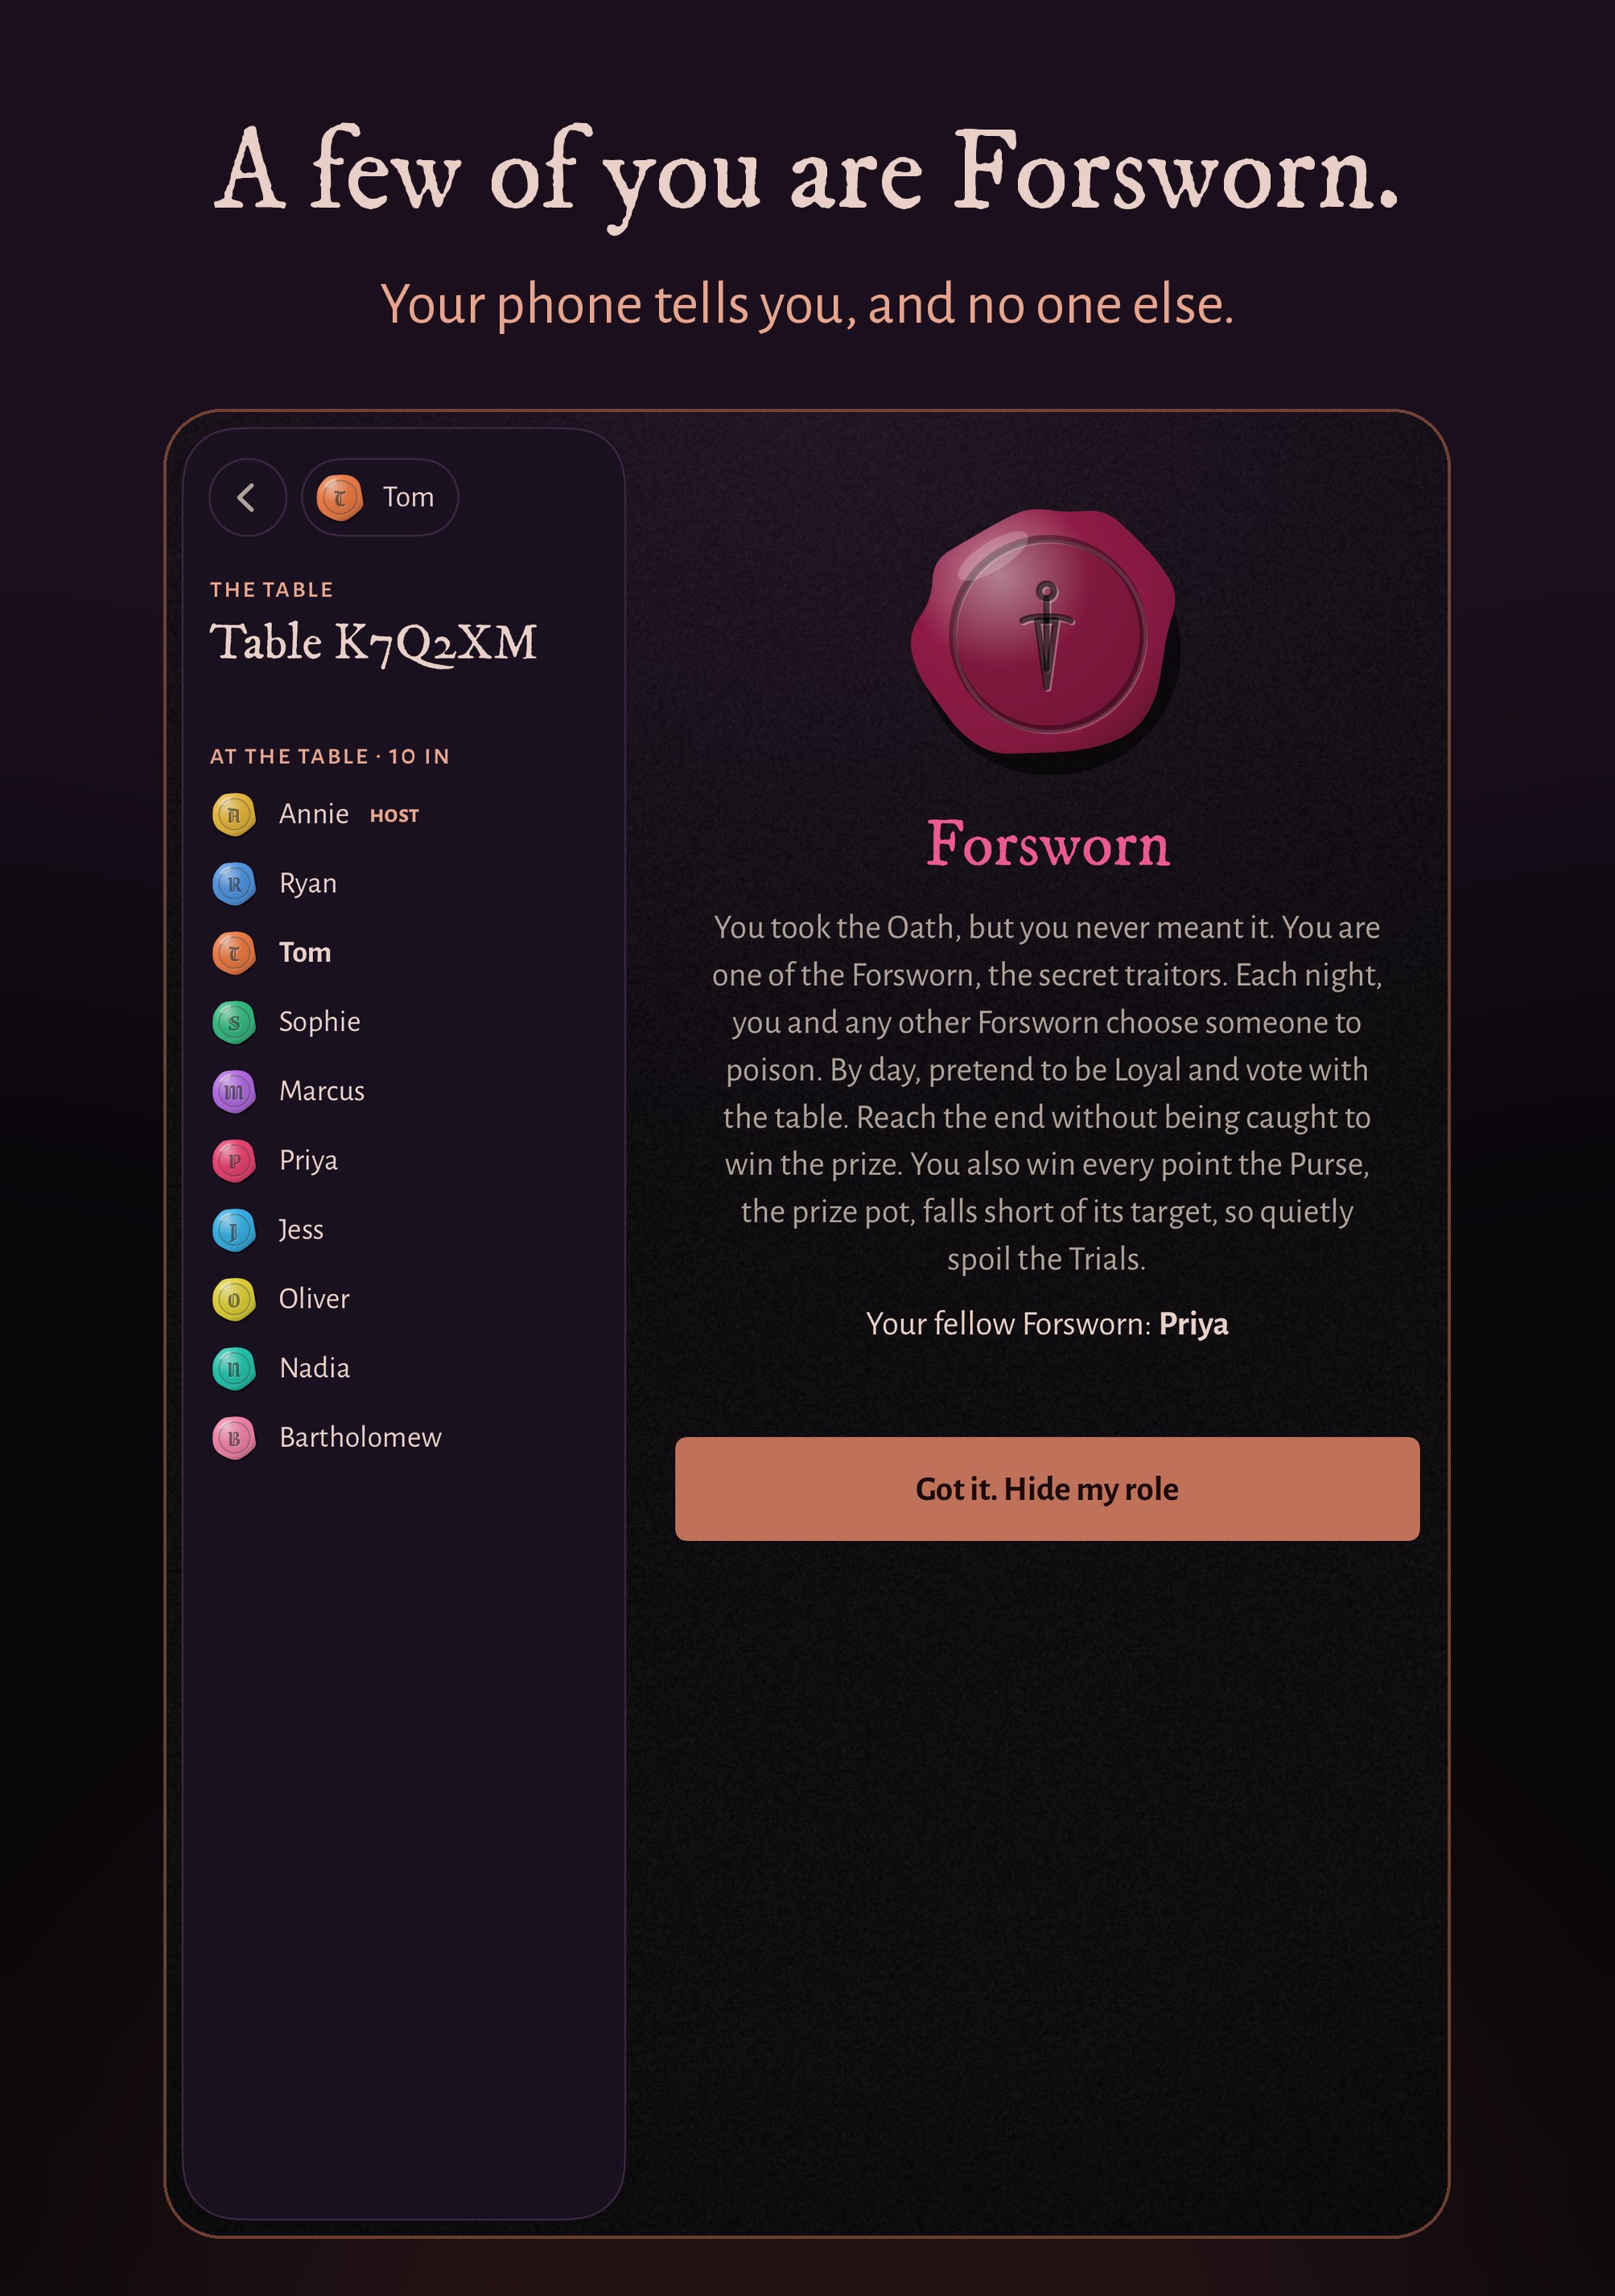 A few of you are Forsworn.
Your phone tells you, and no one else.
T Tom
THE TABLE
Table K7Q2XM
AT THE TABLE · 10 IN
A Annie HOST
R Ryan
T Tom
S Sophie
M Marcus
P Priya
J Jess
O Oliver
N Nadia
B Bartholomew
Forsworn
You took the Oath, but you never meant it. You are
one of the Forsworn, the secret traitors. Each night,
you and any other Forsworn choose someone to
poison. By day, pretend to be Loyal and vote with
the table. Reach the end without being caught to
win the prize. You also win every point the Purse,
the prize pot, falls short of its target, so quietly
spoil the Trials.
Your fellow Forsworn: Priya
Got it. Hide my role